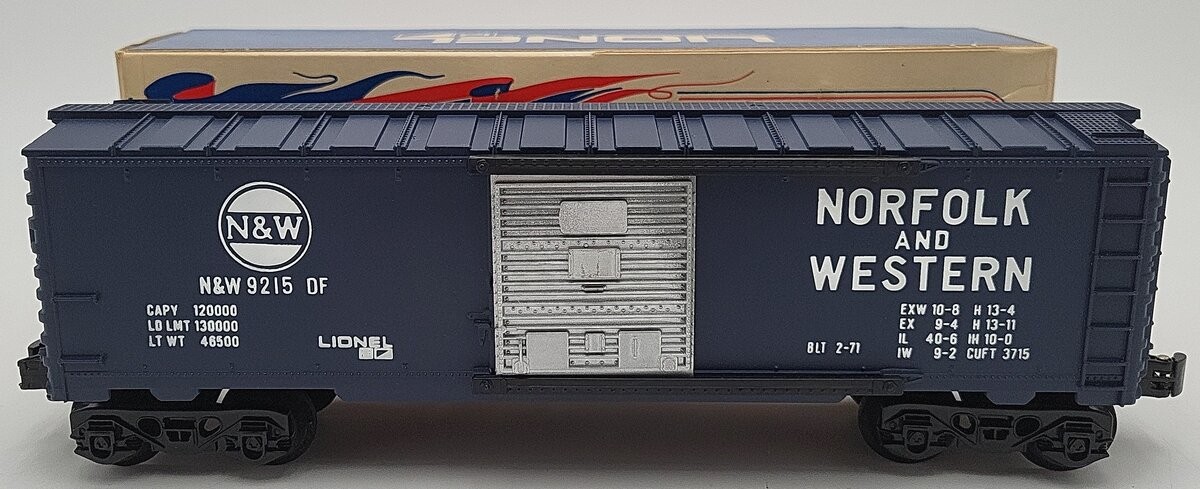 LIONEL
N&W
N&W 9215 DF
CAPY 120000
LD LMT 130000
LT WT 46500
LIONEL
NORFOLK
AND
WESTERN
BLT 2-71
EXW 10-8 H 13-4
EX 9-4 H 13-11
IL 40-6 IH 10-0
IW 9-2 CUFT 3715